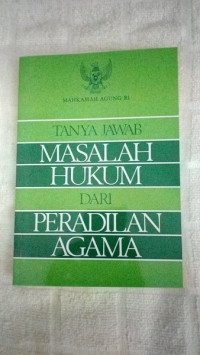 MAHKAMAH AGUNG RI
TANYA JAWAB
MASALAH
HUKUM
DARI
PERADILAN
AGAMA